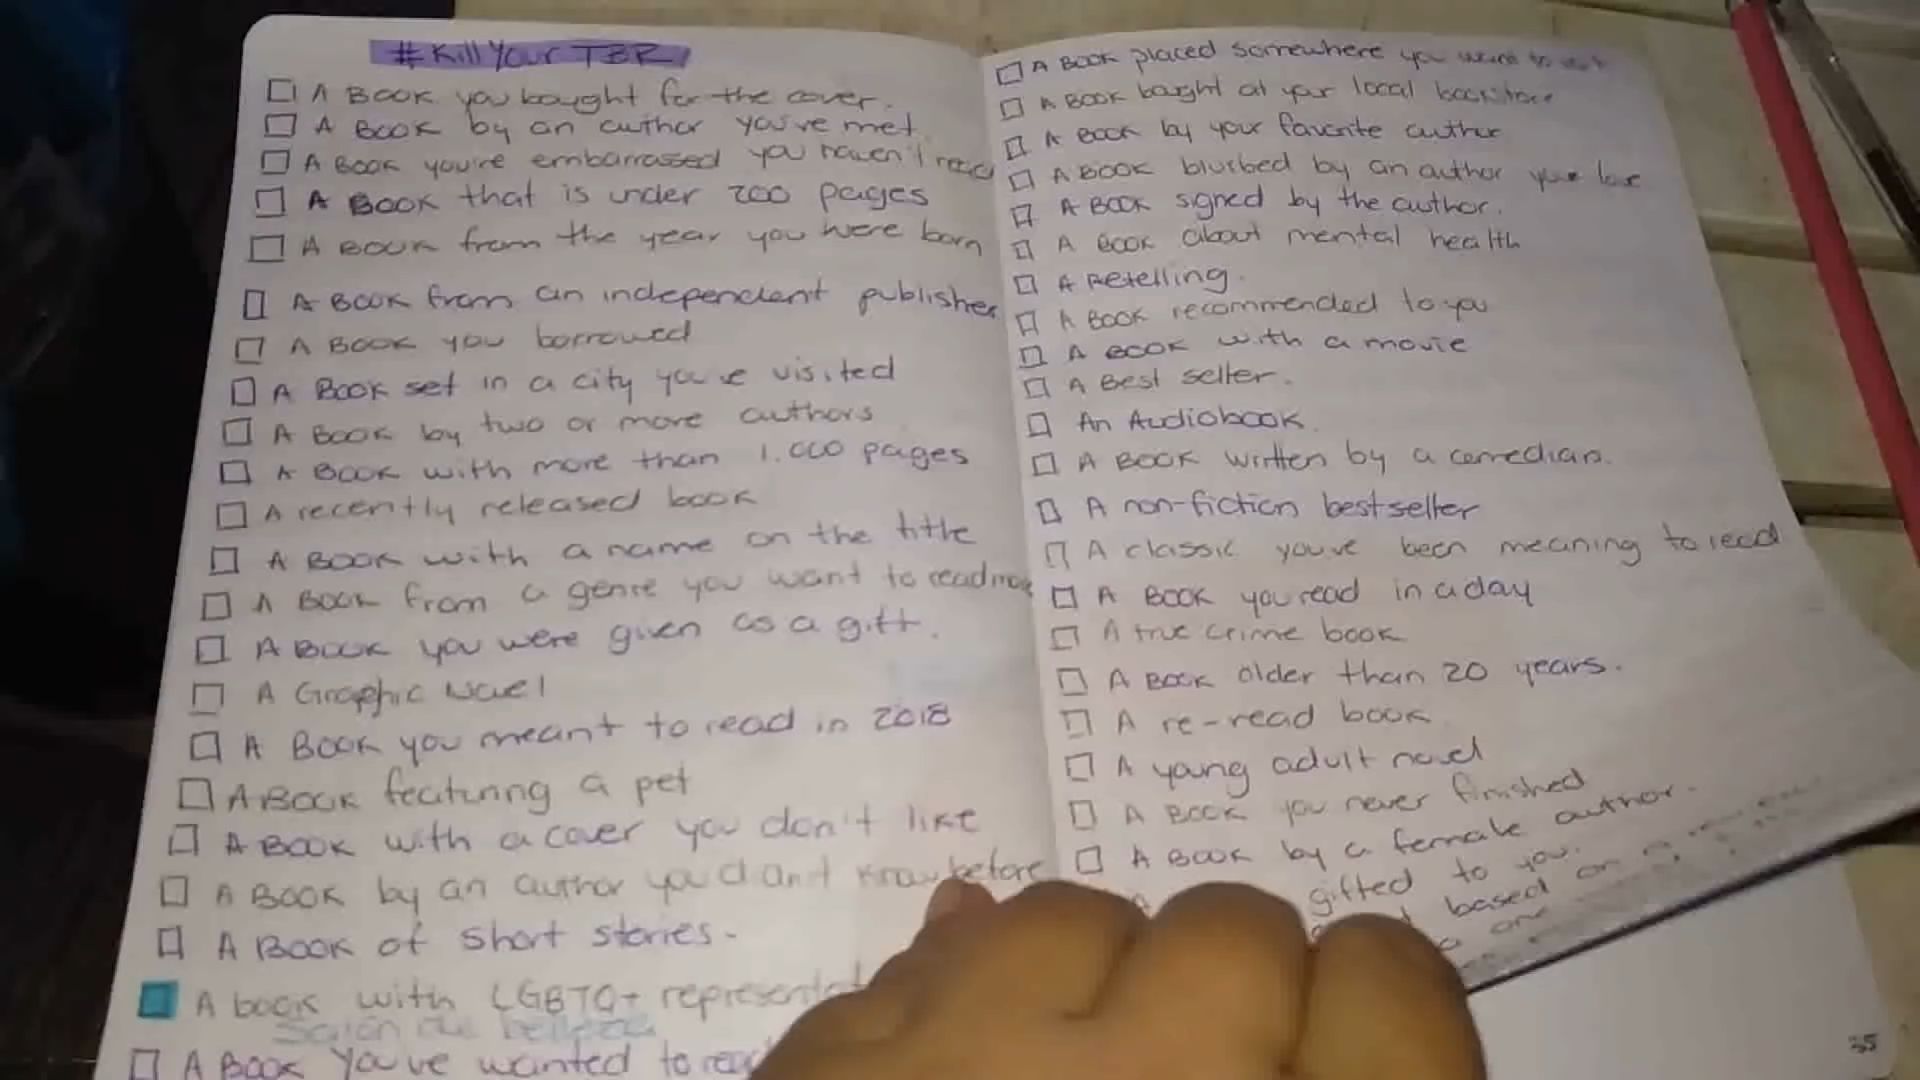 #Kill Your TBR
A BOOK you bought for the cover.
A BOOK by an author you've met.
A BOOK you're embarrassed you haven't read
A BOOK that is under 200 pages
A BOOK from the year you were born
A BOOK from an independent publisher
A BOOK you borrowed
A BOOK set in a city you've visited
A BOOK by two or more authors
A BOOK with more than 1.000 pages
A recently released book
A BOOK with a name on the title
A BOOK from a genre you want to read more
A BOOK you were given as a gift.
A Graphic Novel
A BOOK you meant to read in 2018
A BOOK featuring a pet
A BOOK with a cover you don't like
A BOOK by an author you didn't know before
A BOOK of short stories.
A book with LGBTQ+
Salón de belleza
A BOOK You've wanted to read
A BOOK placed somewhere you want to
A BOOK bought at your local bookstore
A BOOK by your favorite author
A BOOK blurbed by an author you love
A BOOK signed by the author.
A BOOK about mental health
A Retelling.
A BOOK recommended to you
A BOOK with a movie
A Best seller.
An Audiobook.
A BOOK written by a comedian.
A non-fiction bestseller
A classic you've been meaning to read
A BOOK you read in a day
A true crime book
A BOOK older than 20 years.
A re-read book
A young adult novel
A BOOK you never finished
A BOOK by a female author.
A gifted to you.
based on a
one
35